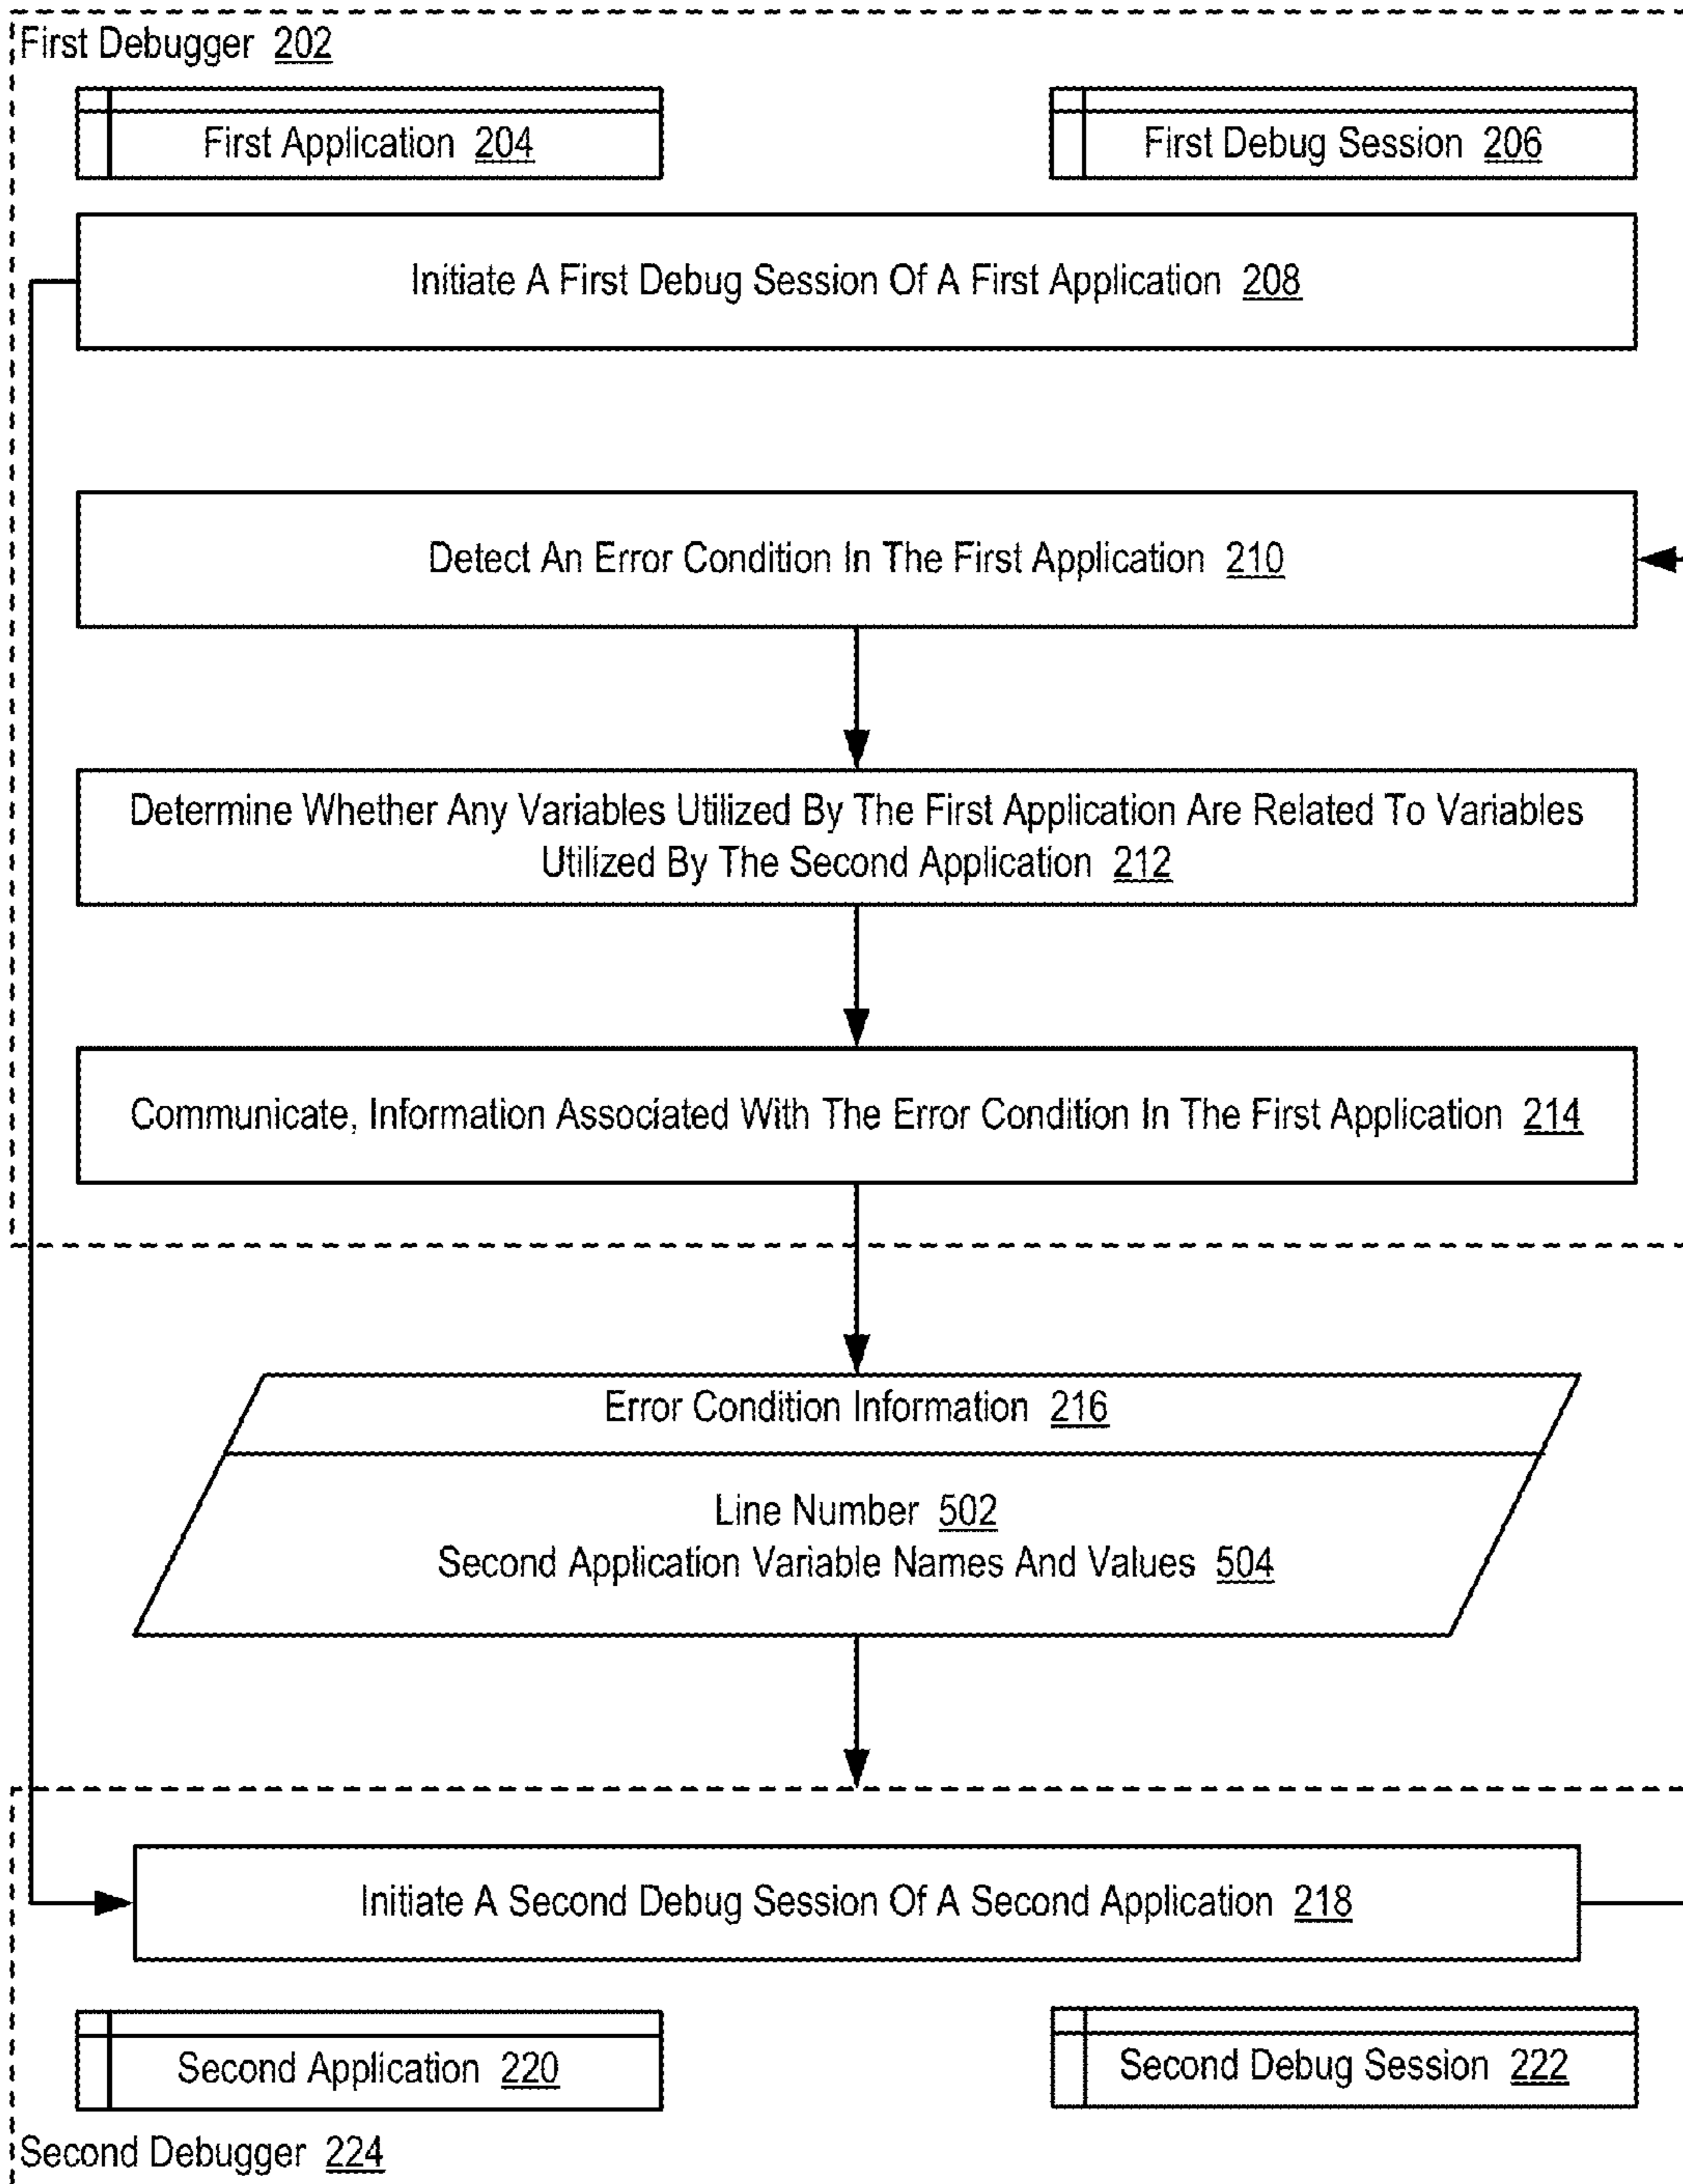 First Debugger 202
First Application 204
First Debug Session 206
Initiate A First Debug Session Of A First Application 208
Detect An Error Condition In The First Application 210
Determine Whether Any Variables Utilized By The First Application Are Related To Variables
Utilized By The Second Application 212
Communicate, Information Associated With The Error Condition In The First Application 214
Error Condition Information 216
Line Number 502
Second Application Variable Names And Values 504
Initiate A Second Debug Session Of A Second Application 218
Second Application 220
Second Debug Session 222
Second Debugger 224